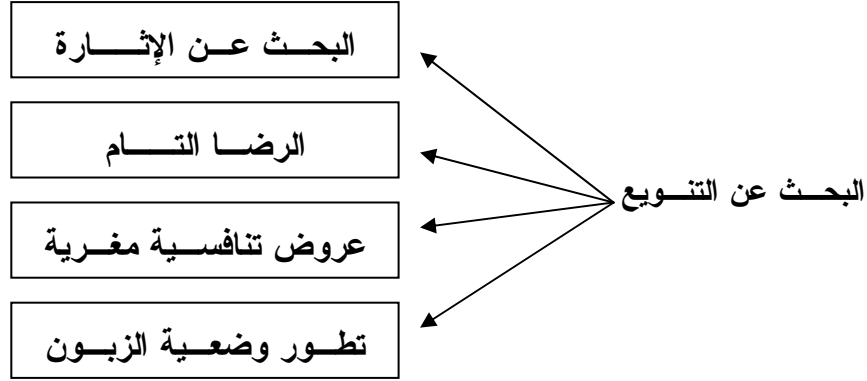 البحث عن الإثارة
الرضا التام
البحث عن التنويع
عروض تنافسية مغرية
تطور وضعية الزبون